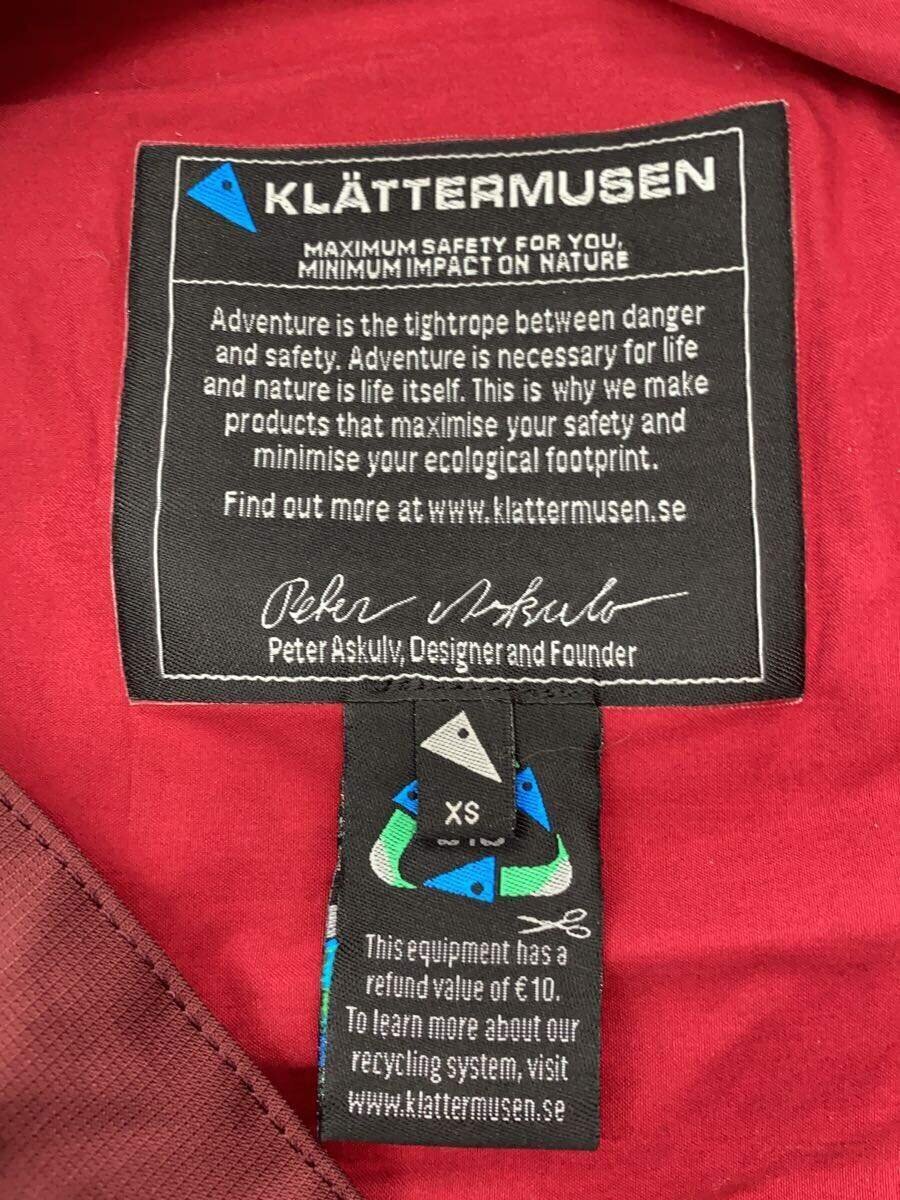 KLÄTTERMUSEN
MAXIMUM SAFETY FOR YOU,
MINIMUM IMPACT ON NATURE
Adventure is the tightrope between danger
and safety. Adventure is necessary for life
and nature is life itself. This is why we make
products that maximise your safety and
minimise your ecological footprint.
Find out more at www.klattermusen.se
Peter Askulv
Peter Askulv, Designer and Founder
XS
This equipment has a
refund value of €10.
To learn more about our
recycling system, visit
www.klattermusen.se